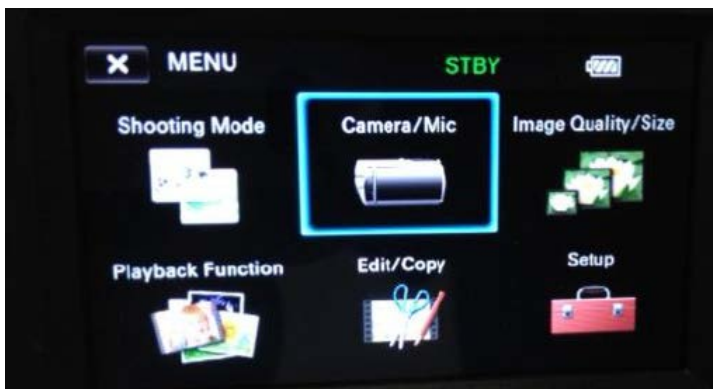 MENU STBY
Shooting Mode Camera/Mic Image Quality/Size
Playback Function Edit/Copy Setup